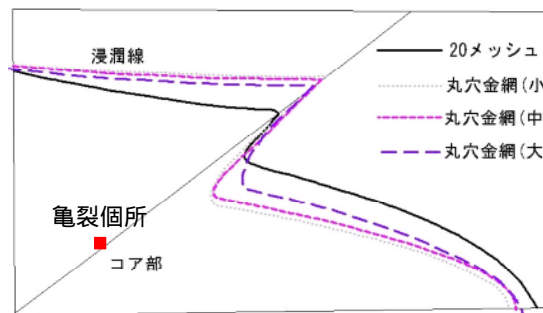 浸潤線
20メッシュ
丸穴金網(小
丸穴金網(中
丸穴金網(大
亀裂個所
コア部